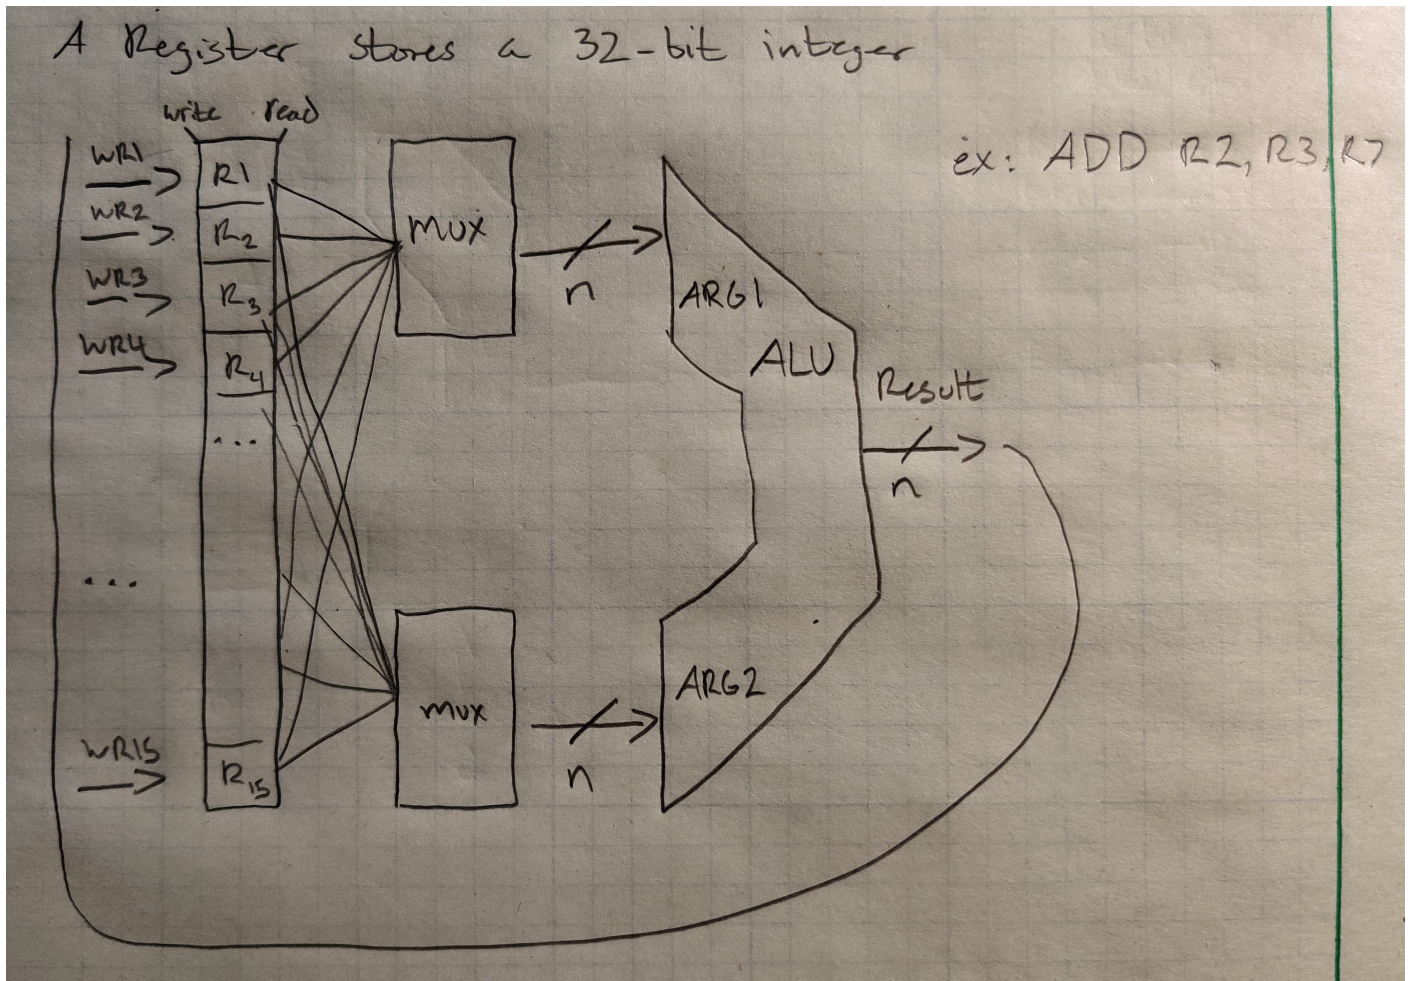 A Register stores a 32-bit integer
write read
ex: ADD R2, R3, R7
WR1
R1
WR2
R2
WR3
R3
WR4
R4
...
...
WR15
R15
mux
n
mux
n
ARG1
ALU
ARG2
Result
n